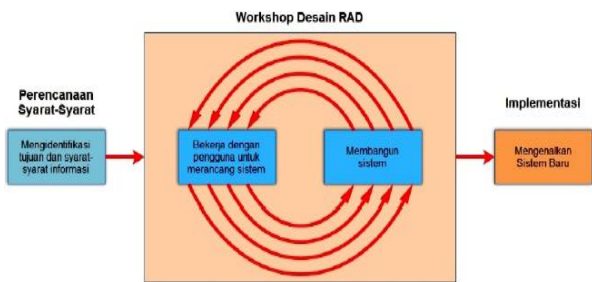 Workshop Desain RAD
Perencanaan
Syarat-Syarat
Mengidentifikasi
tujuan dan syarat-
syarat informasi
Bekerja dengan
pengguna untuk
merancang sistem
Membangun
sistem
Implementasi
Mengenalkan
Sistem Baru